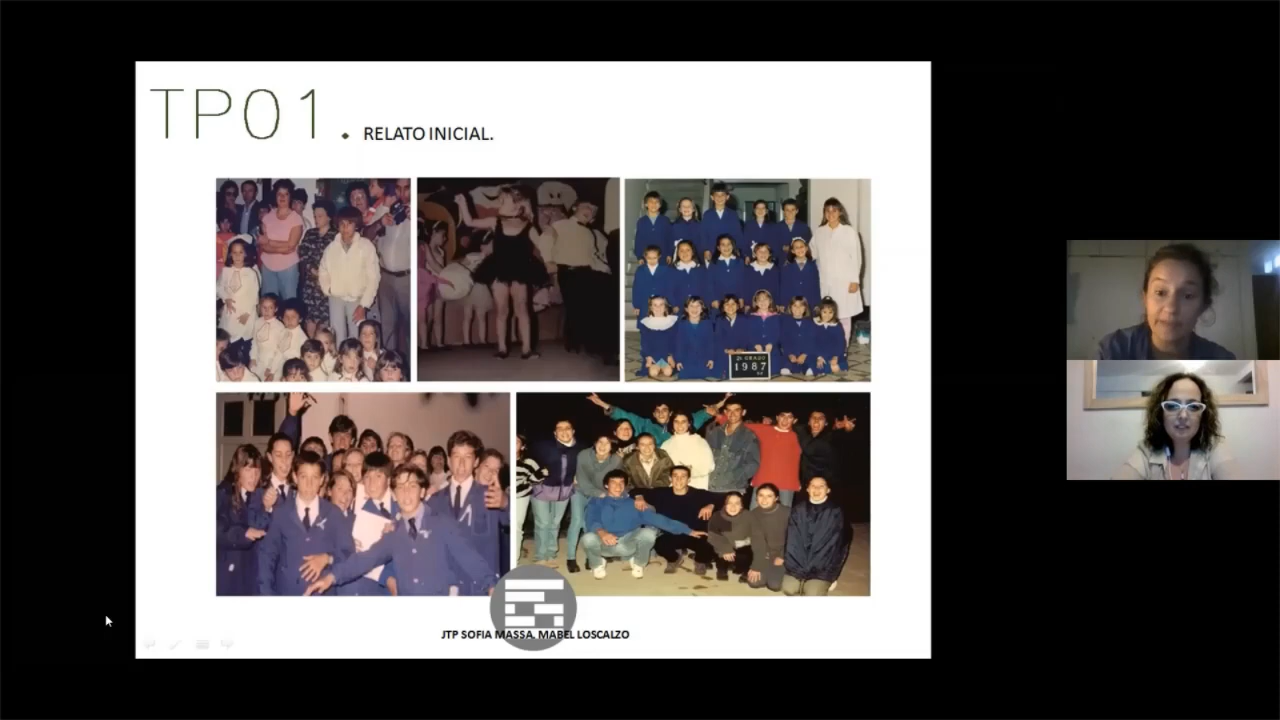 TP01.
RELATO INICIAL.
2º GRADO
1987
JTP SOFIA MASSA, MABEL LOSCALZO